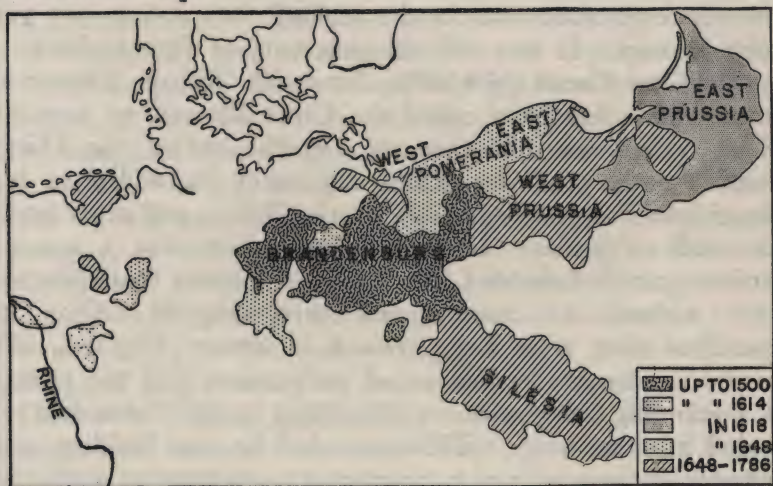 EAST
PRUSSIA
EAST
WEST POMERANIA
WEST
PRUSSIA
BRANDENBURG
SILESIA
RHINE
UP TO 1500
" " 1614
IN 1618
" 1648
1648-1786